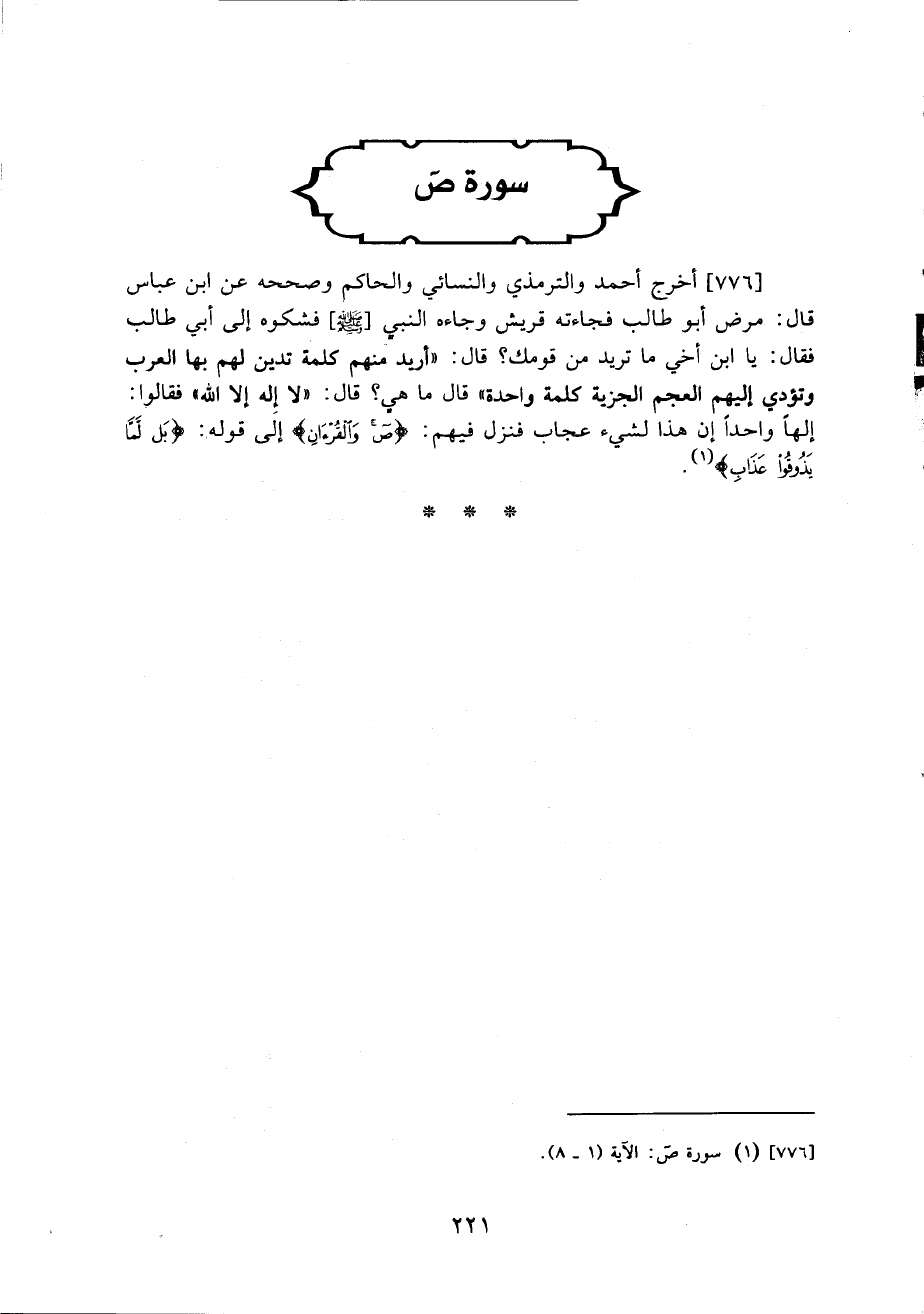 سورة صَ
[٧٧٦] أخرج أحمد والترمذي والنسائي والحاكم وصححه عن ابن عباس
قال: مرض أبو طالب فجاءته قريش وجاءه النبي [ﷺ] فشكوه إلى أبي طالب
فقال: يا ابن أخي ما تريد من قومك؟ قال: «أريد منهم كلمة تدين لهم بها العرب
وتؤدي إليهم العجم الجزية كلمة واحدة» قال ما هي؟ قال: «لا إله إلا الله» فقالوا:
إلهاً واحداً إن هذا لشيء عجاب فنزل فيهم: ﴿صٓۚ وَٱلۡقُرۡءَانِ﴾ إلى قوله: ﴿بَل لَّمَّا
يَذُوقُواْ عَذَابِ﴾(١).
* * *
[٧٧٦] (١) سورة صَ: الآية (١ - ٨).
٢٢١